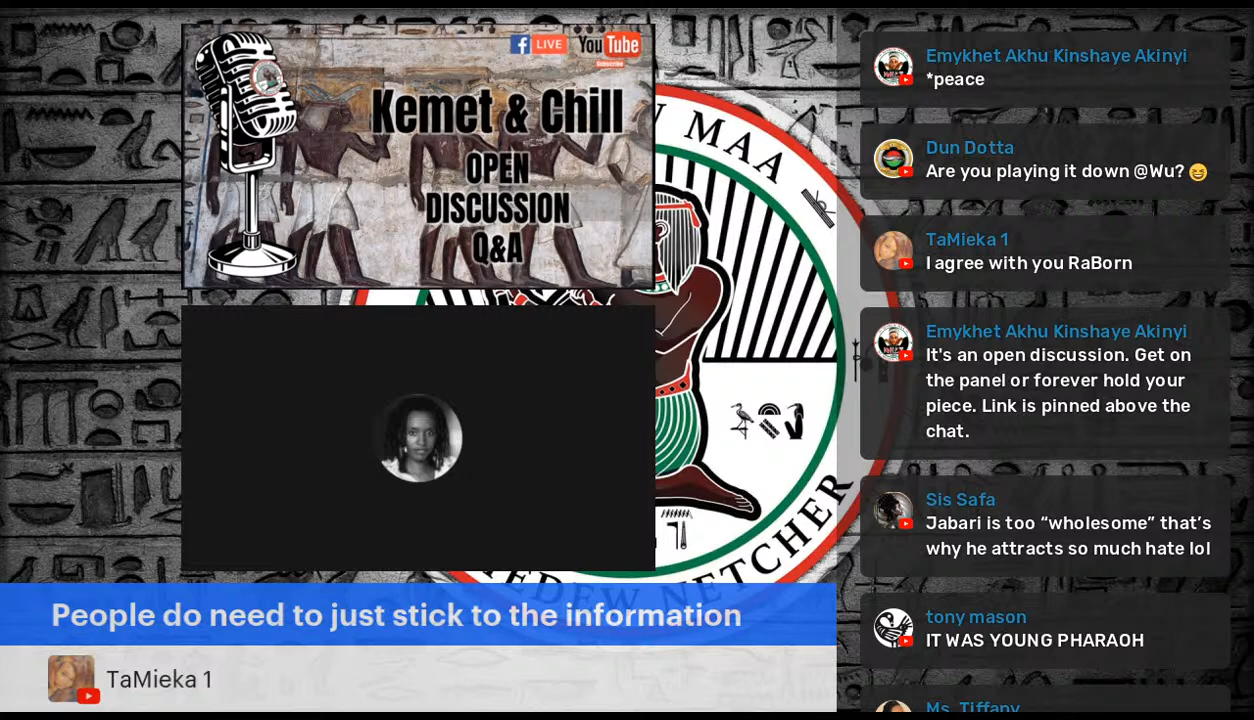 LIVE
YouTube
Subscribe
Kemet & Chill
OPEN
DISCUSSION
Q&A
MAA
MEDEW NETCHER
People do need to just stick to the information
TaMieka 1
Emykhet Akhu Kinshaye Akinyi
*peace
Dun Dotta
Are you playing it down @Wu? 😆
TaMieka 1
I agree with you RaBorn
Emykhet Akhu Kinshaye Akinyi
It's an open discussion. Get on
the panel or forever hold your
piece. Link is pinned above the
chat.
Sis Safa
Jabari is too “wholesome” that’s
why he attracts so much hate lol
tony mason
IT WAS YOUNG PHARAOH
Ms. Tiffany